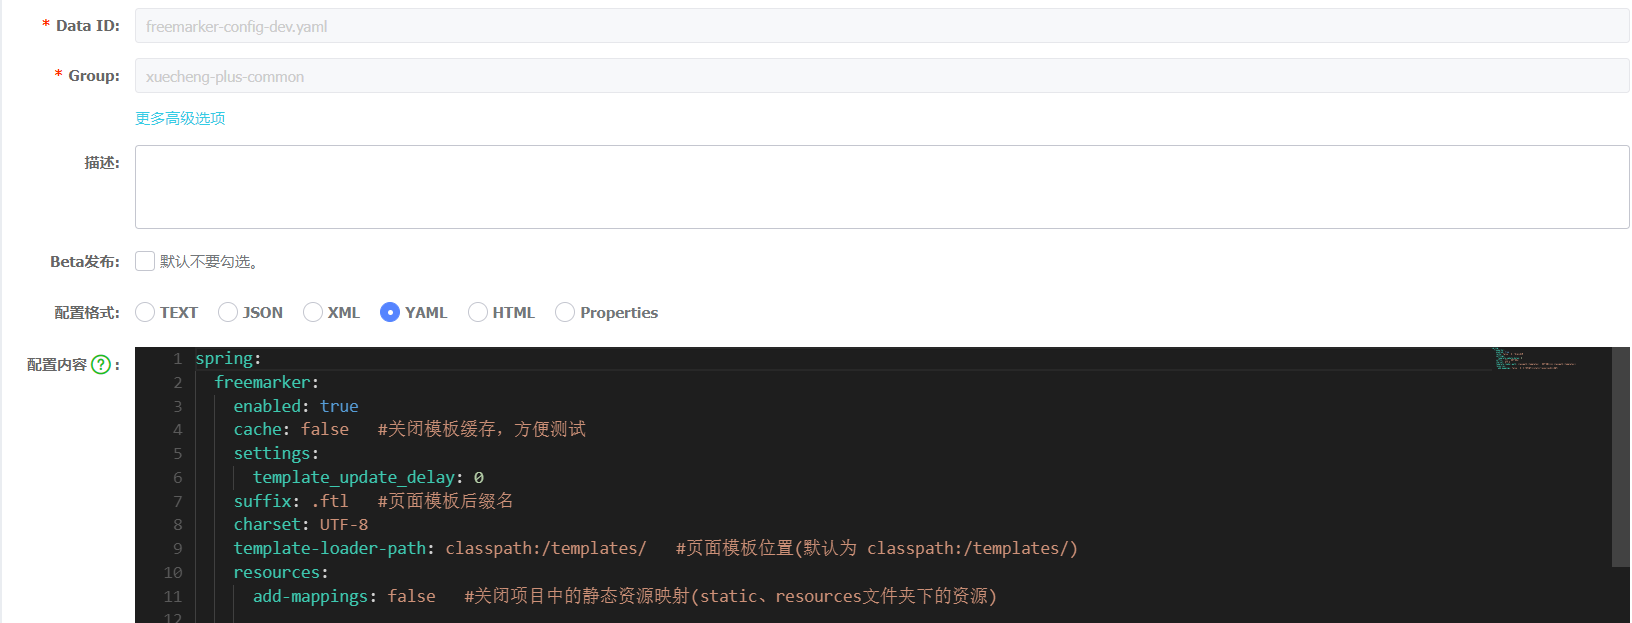 * Data ID: freemarker-config-dev.yaml
* Group: xuecheng-plus-common
更多高级选项
描述:
Beta发布: 默认不要勾选。
配置格式: TEXT JSON XML YAML HTML Properties
配置内容 ? :
1 spring:
2   freemarker:
3     enabled: true
4     cache: false   #关闭模板缓存，方便测试
5     settings:
6       template_update_delay: 0
7     suffix: .ftl   #页面模板后缀名
8     charset: UTF-8
9     template-loader-path: classpath:/templates/   #页面模板位置(默认为 classpath:/templates/)
10     resources:
11       add-mappings: false   #关闭项目中的静态资源映射(static、resources文件夹下的资源)
12